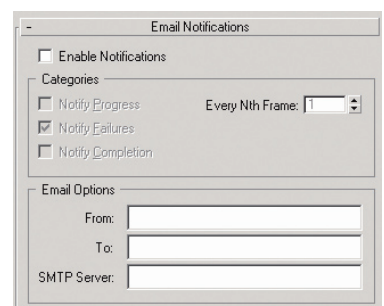 - Email Notifications
Enable Notifications
Categories
Notify Progress Every Nth Frame: 1
Notify Failures
Notify Completion
Email Options
From:
To:
SMTP Server: